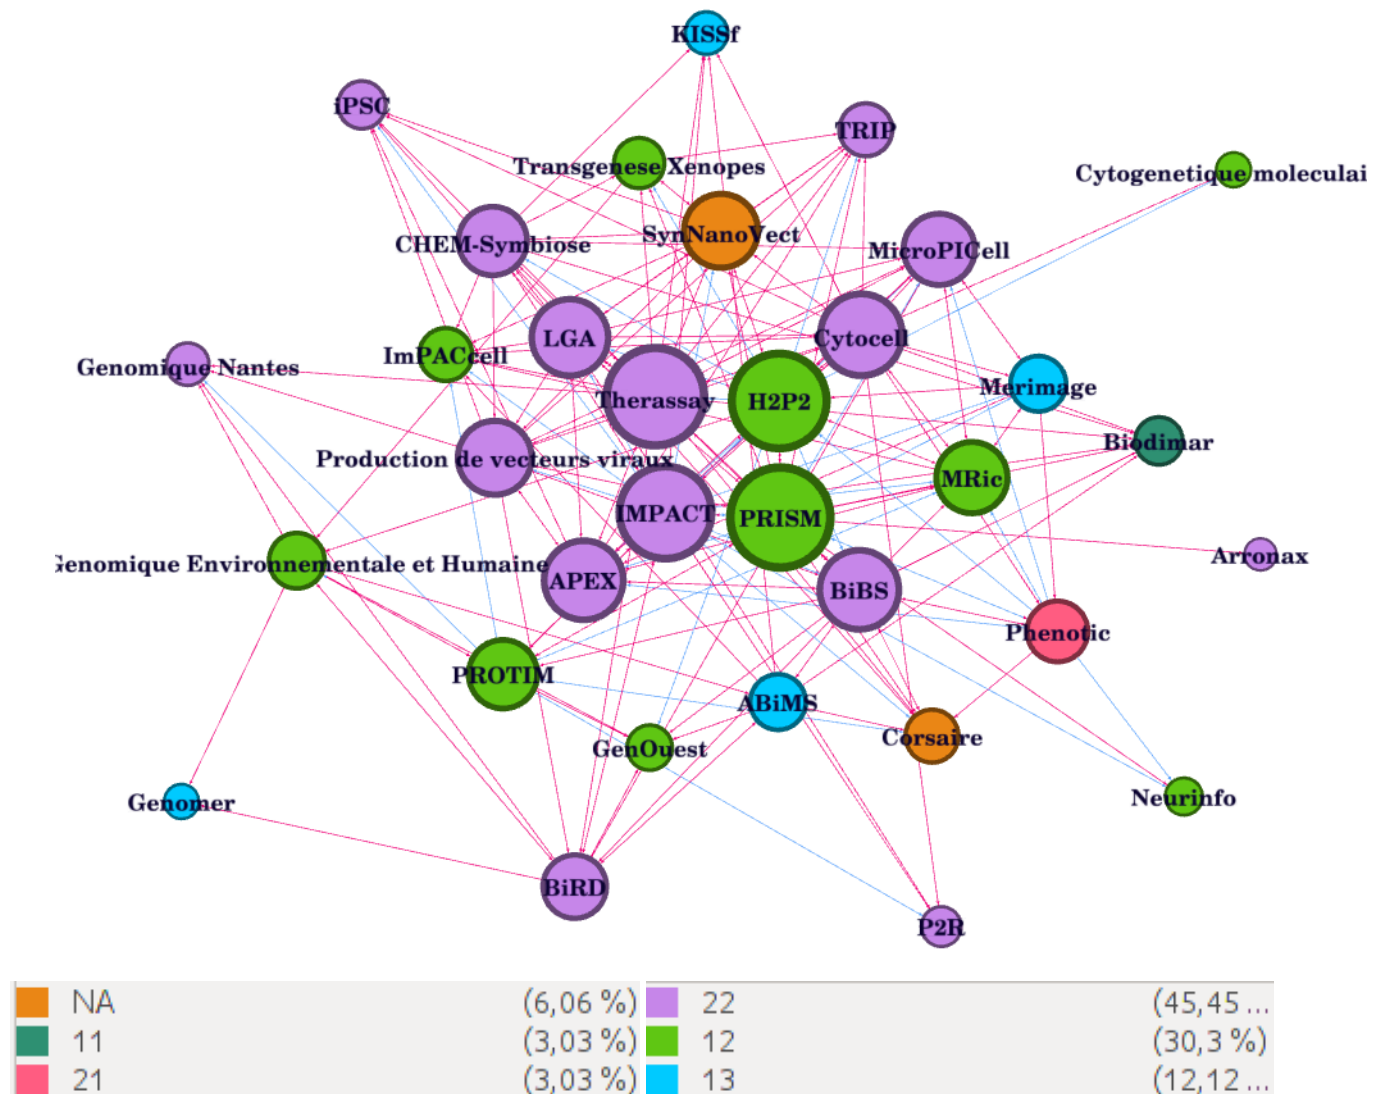 KISSf
iPSC
TRIP
Transgenese Xenopes
Cytogenetique moleculai
SynNanoVect
CHEM-Symbiose
MicroPICell
LGA
Cytocell
ImPACcell
Genomique Nantes
Merimage
Therassay
H2P2
Biodimar
Production de vecteurs viraux
MRic
IMPACT
PRISM
Arronax
Genomique Environnementale et Humaine
APEX
BiBS
Phenotic
PROTIM
ABiMS
Corsaire
GenOuest
Neurinfo
Genomer
BiRD
P2R
NA (6,06 %) 22 (45,45 ...
11 (3,03 %) 12 (30,3 %)
21 (3,03 %) 13 (12,12 ...